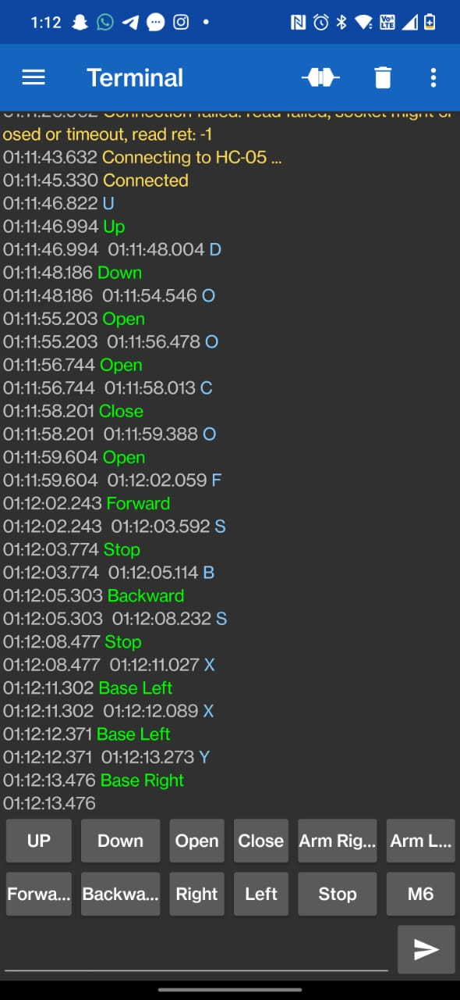 1:12
Vo)) LTE
Terminal
osed or timeout, read ret: -1
01:11:43.632 Connecting to HC-05 ...
01:11:45.330 Connected
01:11:46.822 U
01:11:46.994 Up
01:11:46.994 01:11:48.004 D
01:11:48.186 Down
01:11:48.186 01:11:54.546 O
01:11:55.203 Open
01:11:55.203 01:11:56.478 O
01:11:56.744 Open
01:11:56.744 01:11:58.013 C
01:11:58.201 Close
01:11:58.201 01:11:59.388 O
01:11:59.604 Open
01:11:59.604 01:12:02.059 F
01:12:02.243 Forward
01:12:02.243 01:12:03.592 S
01:12:03.774 Stop
01:12:03.774 01:12:05.114 B
01:12:05.303 Backward
01:12:05.303 01:12:08.232 S
01:12:08.477 Stop
01:12:08.477 01:12:11.027 X
01:12:11.302 Base Left
01:12:11.302 01:12:12.089 X
01:12:12.371 Base Left
01:12:12.371 01:12:13.273 Y
01:12:13.476 Base Right
01:12:13.476
UP Down Open Close Arm Rig... Arm L...
Forwa... Backwa... Right Left Stop M6